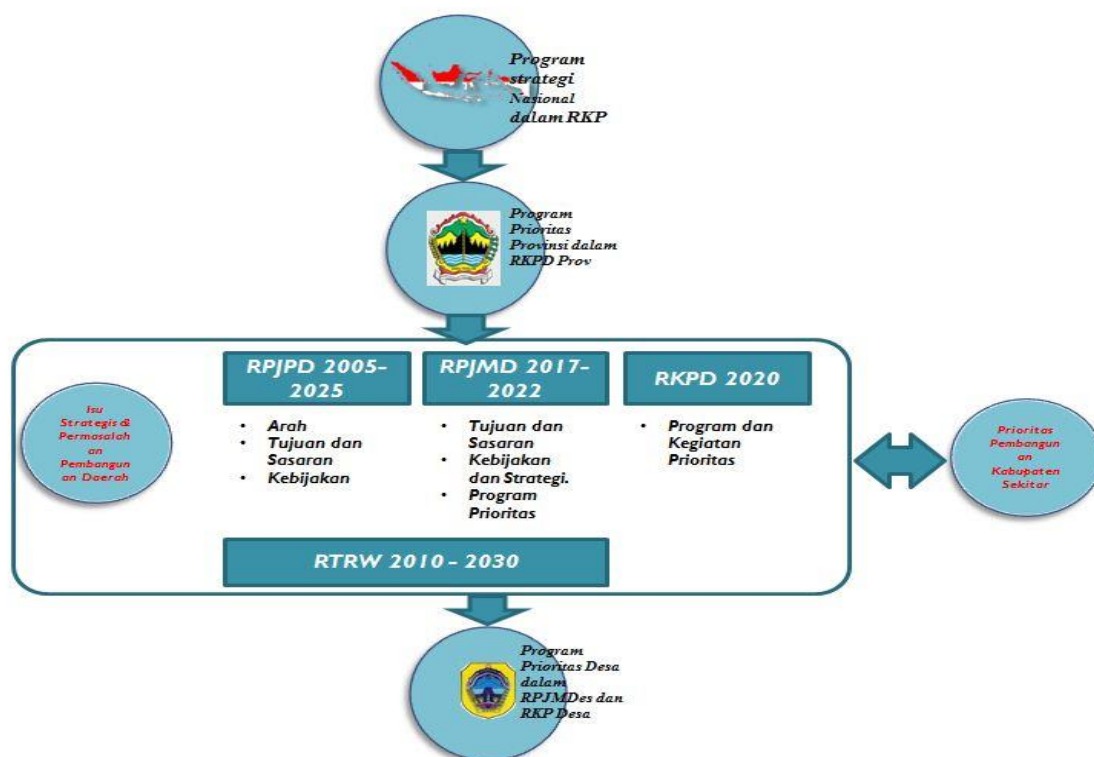 Program
strategi
Nasional
dalam RKP
Program
Prioritas
Provinsi dalam
RKPD Prov
Isu
Strategis &
Permasalah
an
Pembangun
an Daerah
RPJPD 2005–
2025
• Arah
• Tujuan dan
Sasaran
• Kebijakan
RPJMD 2017–
2022
• Tujuan dan
Sasaran
• Kebijakan
dan Strategi.
• Program
Prioritas
RKPD 2020
• Program dan
Kegiatan
Prioritas
RTRW 2010 – 2030
Prioritas
Pembangun
an
Kabupaten
Sekitar
Program
Prioritas Desa
dalam
RPJMDes dan
RKP Desa